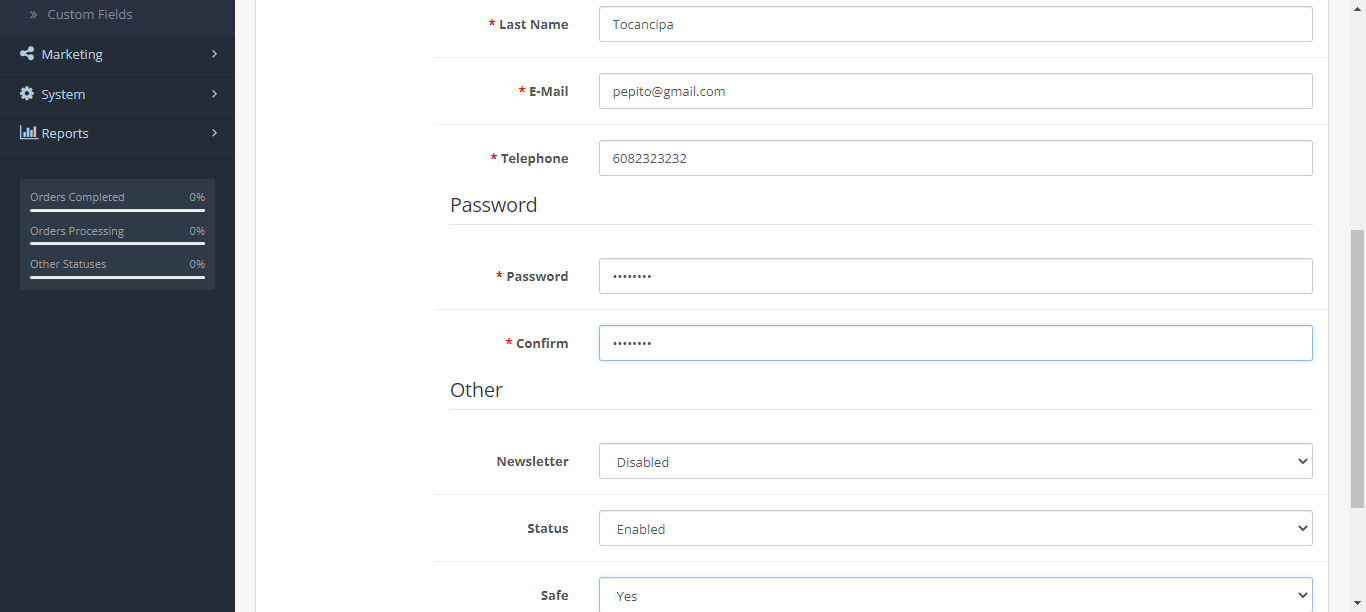 » Custom Fields
Marketing
System
Reports
Orders Completed 0%
Orders Processing 0%
Other Statuses 0%
* Last Name Tocancipa
* E-Mail pepito@gmail.com
* Telephone 6082323232
Password
* Password ••••••••
* Confirm ••••••••
Other
Newsletter Disabled
Status Enabled
Safe Yes